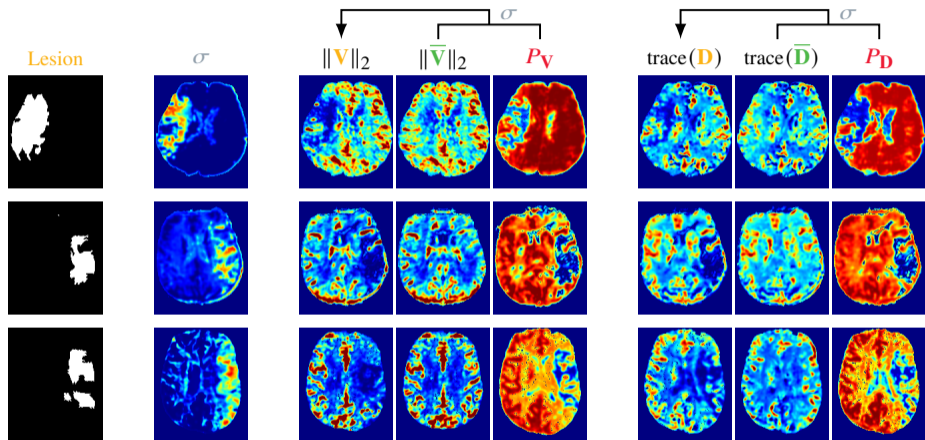 σ σ
Lesion σ ‖V‖₂ ‖V̅‖₂ P_V trace(D) trace(D̅) P_D